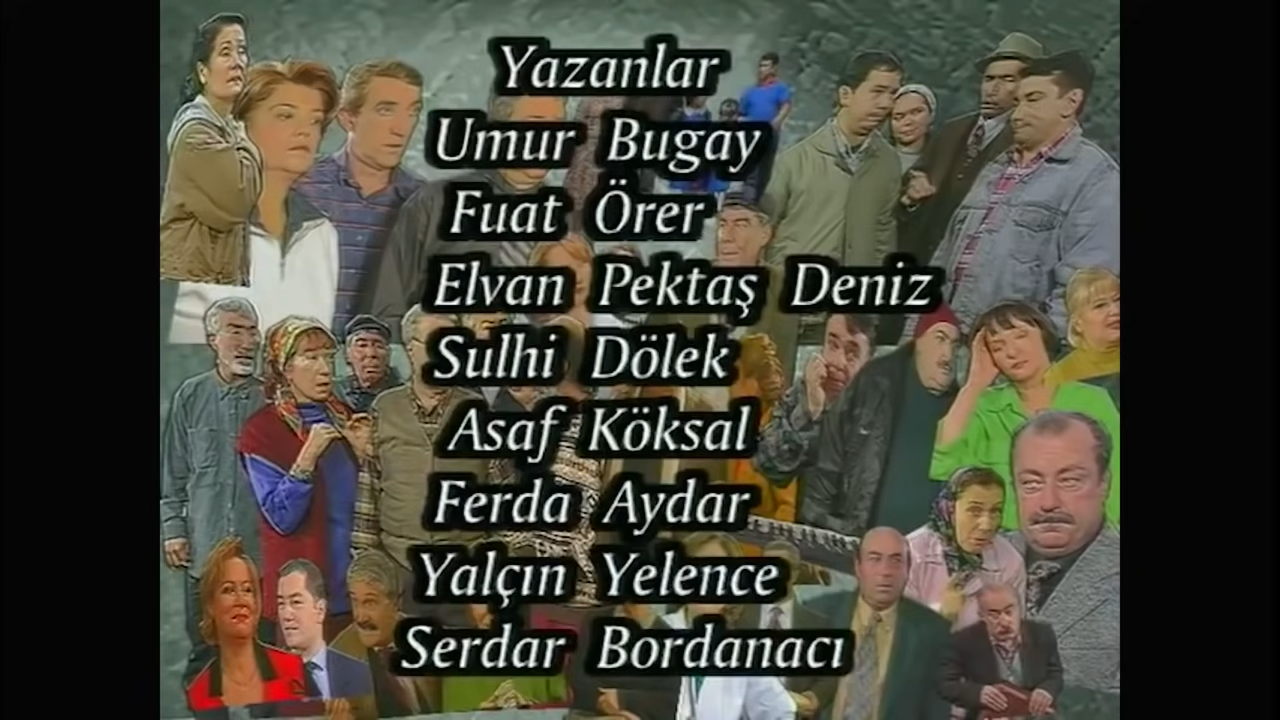 Yazanlar
Umur Bugay
Fuat Örer
Elvan Pektaş Deniz
Sulhi Dölek
Asaf Köksal
Ferda Aydar
Yalçın Yelence
Serdar Bordanacı